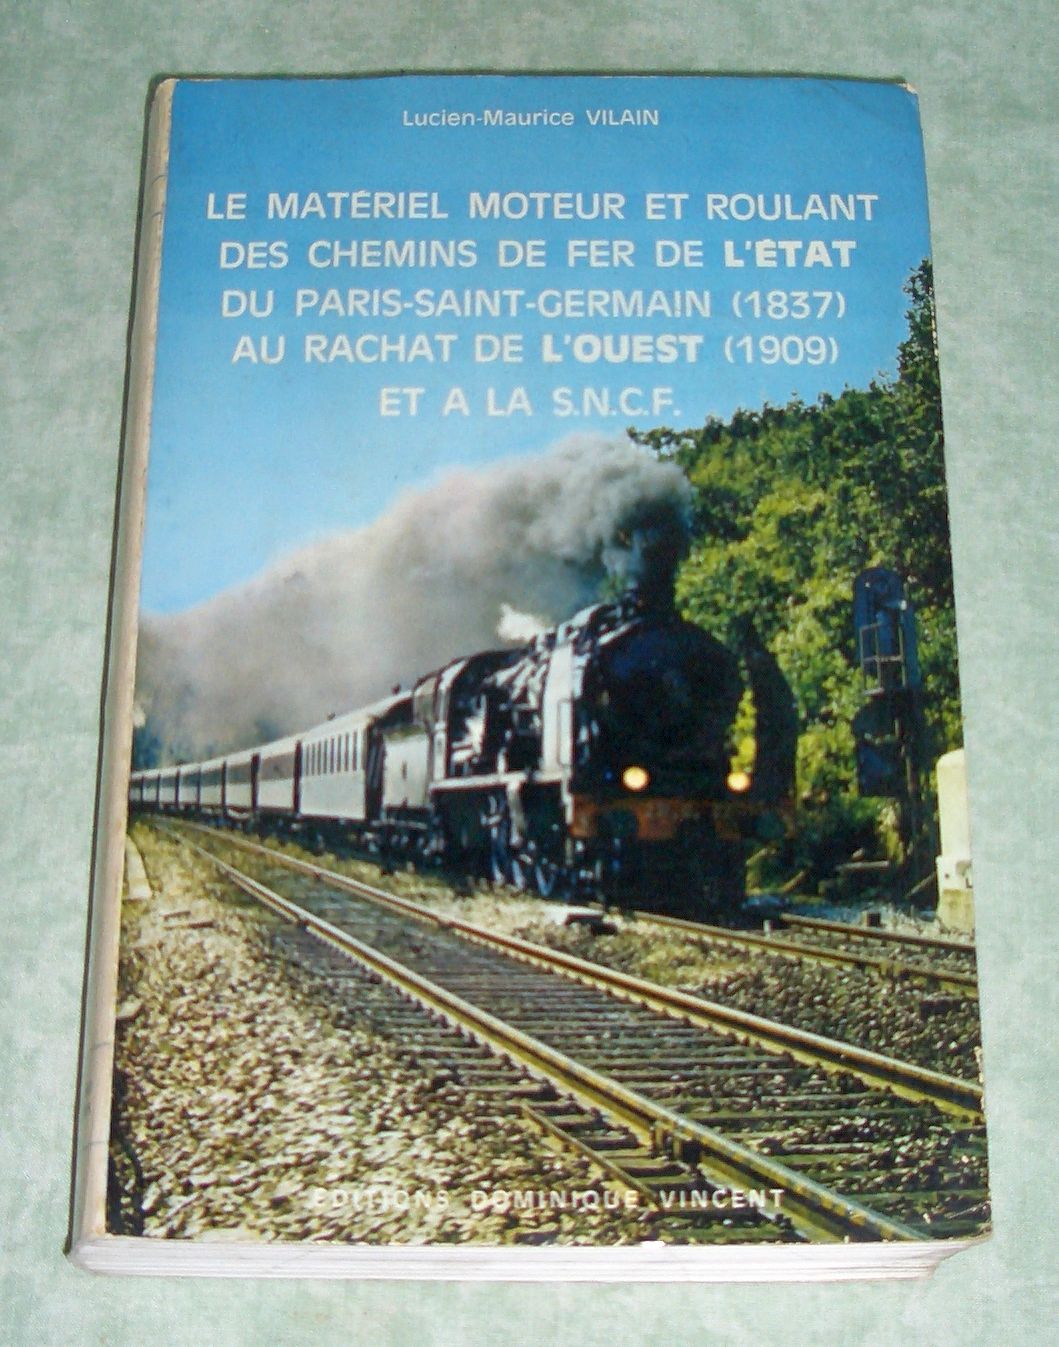 Lucien-Maurice VILAIN
LE MATÉRIEL MOTEUR ET ROULANT
DES CHEMINS DE FER DE L'ÉTAT
DU PARIS-SAINT-GERMAIN (1837)
AU RACHAT DE L'OUEST (1909)
ET A LA S.N.C.F.
ÉDITIONS DOMINIQUE VINCENT